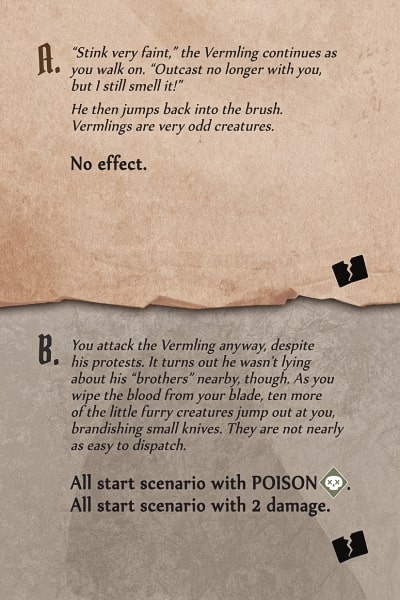 A.
“Stink very faint,” the Vermling continues as
you walk on. “Outcast no longer with you,
but I still smell it!”
He then jumps back into the brush.
Vermlings are very odd creatures.
No effect.
B.
You attack the Vermling anyway, despite
his protests. It turns out he wasn’t lying
about his “brothers” nearby, though. As you
wipe the blood from your blade, ten more
of the little furry creatures jump out at you,
brandishing small knives. They are not nearly
as easy to dispatch.
All start scenario with POISON.
All start scenario with 2 damage.